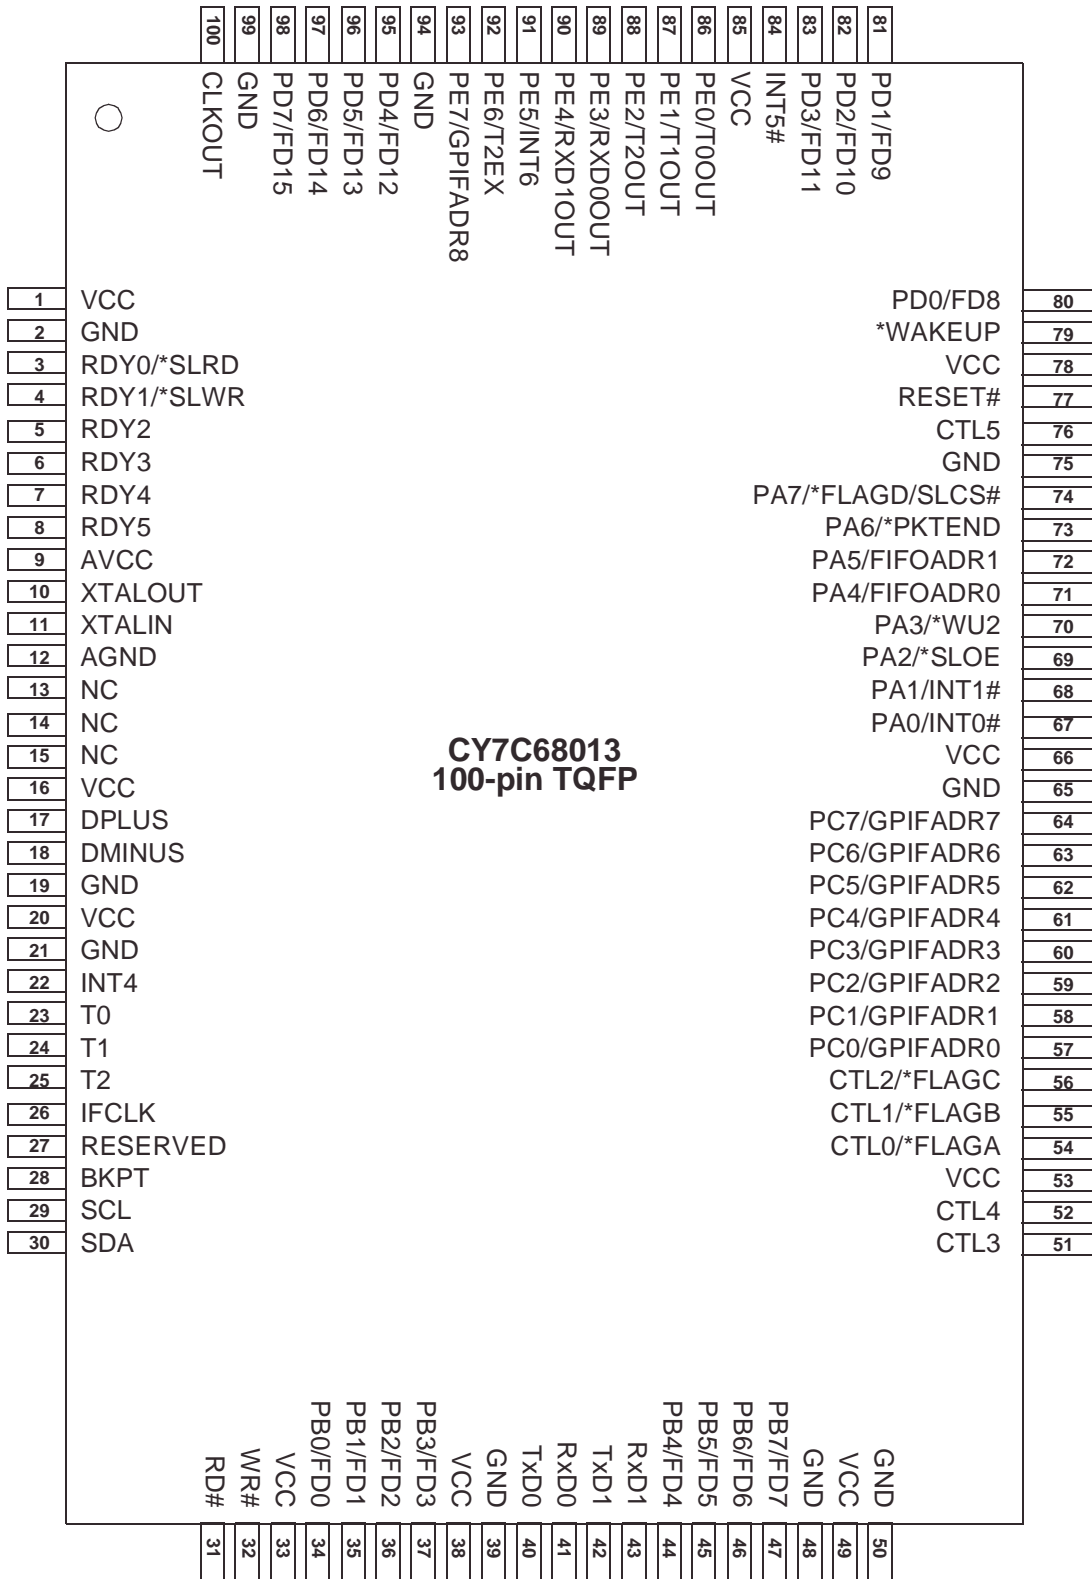 100
99
98
97
96
95
94
93
92
91
90
89
88
87
86
85
84
83
82
81
CLKOUT
GND
PD7/FD15
PD6/FD14
PD5/FD13
PD4/FD12
GND
PE7/GPIFADR8
PE6/T2EX
PE5/INT6
PE4/RXD1OUT
PE3/RXD0OUT
PE2/T2OUT
PE1/T1OUT
PE0/T0OUT
VCC
INT5#
PD3/FD11
PD2/FD10
PD1/FD9
1 VCC
2 GND
3 RDY0/*SLRD
4 RDY1/*SLWR
5 RDY2
6 RDY3
7 RDY4
8 RDY5
9 AVCC
10 XTALOUT
11 XTALIN
12 AGND
13 NC
14 NC
15 NC
16 VCC
17 DPLUS
18 DMINUS
19 GND
20 VCC
21 GND
22 INT4
23 T0
24 T1
25 T2
26 IFCLK
27 RESERVED
28 BKPT
29 SCL
30 SDA
CY7C68013
100-pin TQFP
PD0/FD8 80
*WAKEUP 79
VCC 78
RESET# 77
CTL5 76
GND 75
PA7/*FLAGD/SLCS# 74
PA6/*PKTEND 73
PA5/FIFOADR1 72
PA4/FIFOADR0 71
PA3/*WU2 70
PA2/*SLOE 69
PA1/INT1# 68
PA0/INT0# 67
VCC 66
GND 65
PC7/GPIFADR7 64
PC6/GPIFADR6 63
PC5/GPIFADR5 62
PC4/GPIFADR4 61
PC3/GPIFADR3 60
PC2/GPIFADR2 59
PC1/GPIFADR1 58
PC0/GPIFADR0 57
CTL2/*FLAGC 56
CTL1/*FLAGB 55
CTL0/*FLAGA 54
VCC 53
CTL4 52
CTL3 51
RD#
WR#
VCC
PB0/FD0
PB1/FD1
PB2/FD2
PB3/FD3
VCC
GND
TxD0
RxD0
TxD1
RxD1
PB4/FD4
PB5/FD5
PB6/FD6
PB7/FD7
GND
VCC
GND
31
32
33
34
35
36
37
38
39
40
41
42
43
44
45
46
47
48
49
50